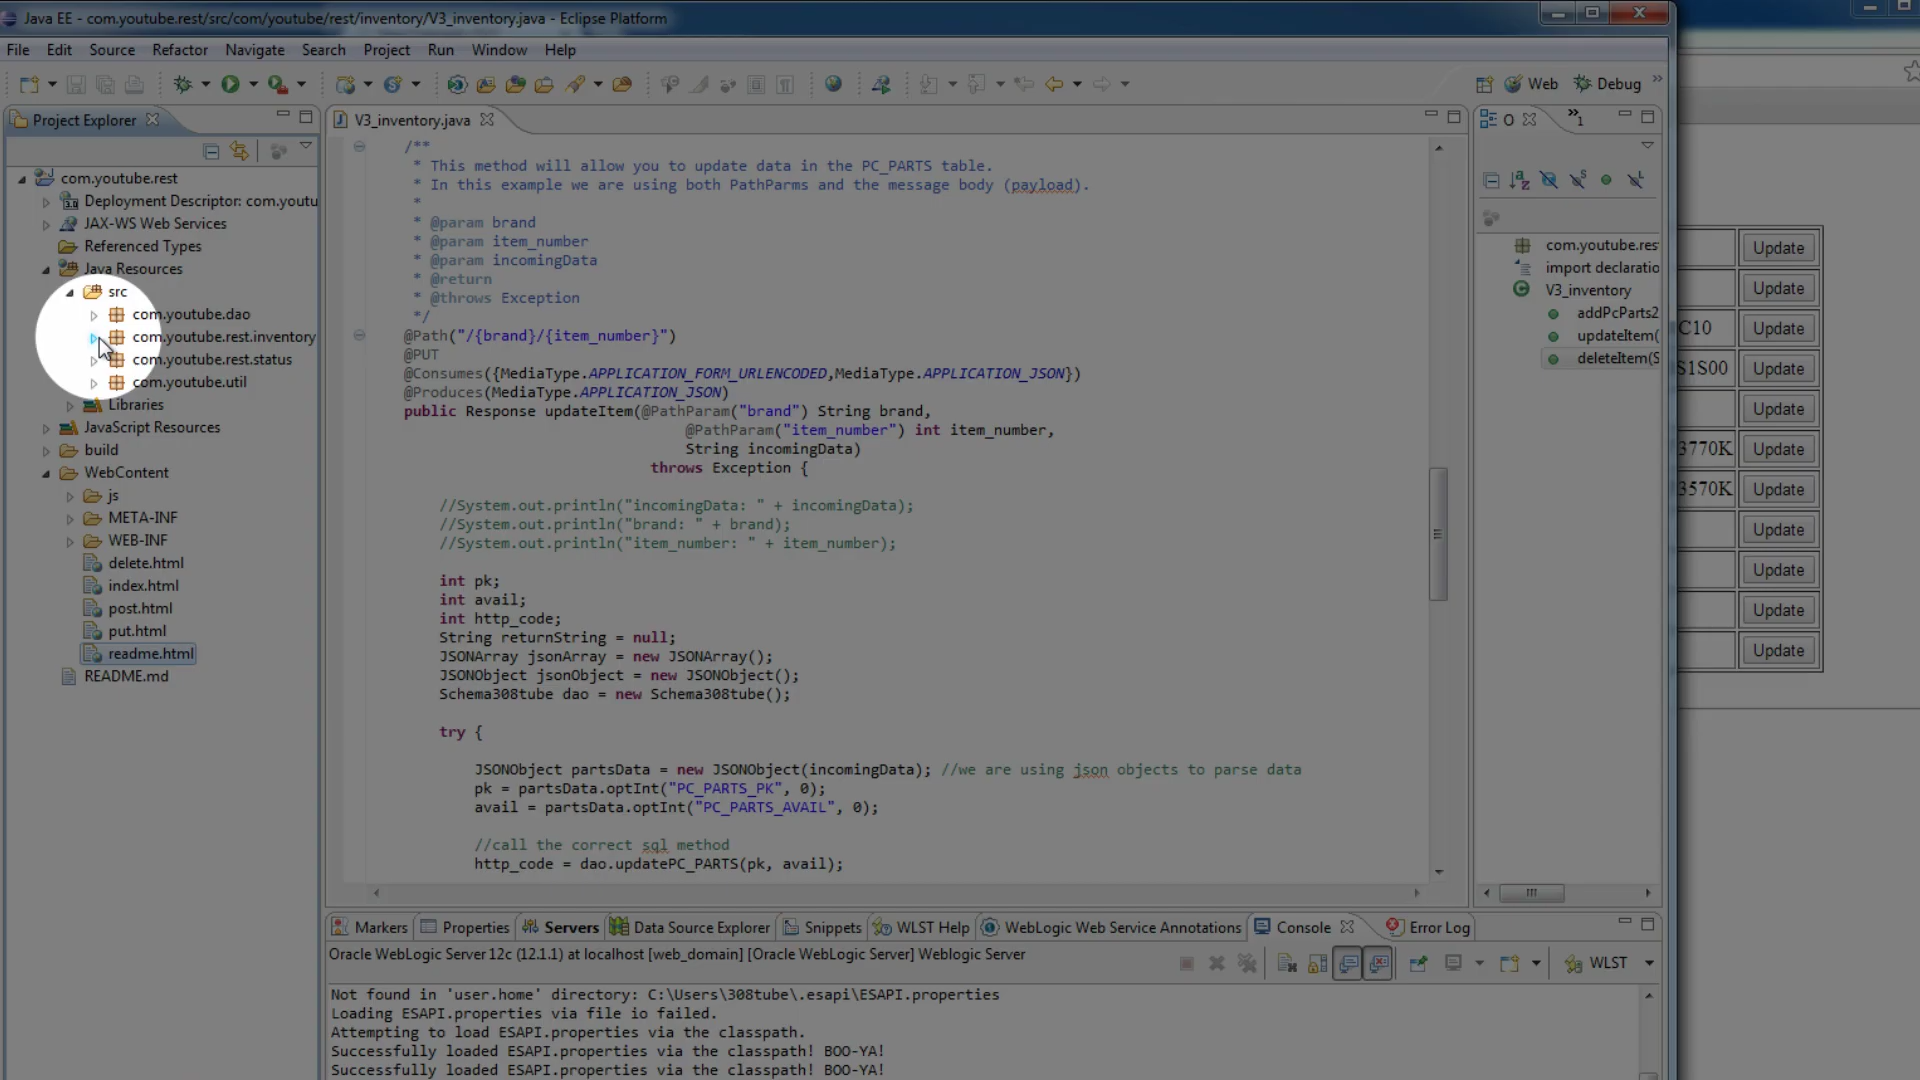 Java EE - com.youtube.rest/src/com/youtube/rest/inventory/V3_inventory.java - Eclipse Platform
File Edit Source Refactor Navigate Search Project Run Window Help
Web Debug
Project Explorer
com.youtube.rest
Deployment Descriptor: com.youtu
JAX-WS Web Services
Referenced Types
Java Resources
src
com.youtube.dao
com.youtube.rest.inventory
com.youtube.rest.status
com.youtube.util
Libraries
JavaScript Resources
build
WebContent
js
META-INF
WEB-INF
delete.html
index.html
post.html
put.html
readme.html
README.md
V3_inventory.java
/**
* This method will allow you to update data in the PC_PARTS table.
* In this example we are using both PathParms and the message body (payload).
*
* @param brand
* @param item_number
* @param incomingData
* @return
* @throws Exception
*/
@Path("/{brand}/{item_number}")
@PUT
@Consumes({MediaType.APPLICATION_FORM_URLENCODED,MediaType.APPLICATION_JSON})
@Produces(MediaType.APPLICATION_JSON)
public Response updateItem(@PathParam("brand") String brand,
@PathParam("item_number") int item_number,
String incomingData)
throws Exception {
//System.out.println("incomingData: " + incomingData);
//System.out.println("brand: " + brand);
//System.out.println("item_number: " + item_number);
int pk;
int avail;
int http_code;
String returnString = null;
JSONArray jsonArray = new JSONArray();
JSONObject jsonObject = new JSONObject();
Schema308tube dao = new Schema308tube();
try {
JSONObject partsData = new JSONObject(incomingData); //we are using json objects to parse data
pk = partsData.optInt("PC_PARTS_PK", 0);
avail = partsData.optInt("PC_PARTS_AVAIL", 0);
//call the correct sql method
http_code = dao.updatePC_PARTS(pk, avail);
O
1
com.youtube.res
import declaratio
V3_inventory
addPcParts2
updateItem(
deleteItem(S
Update
Update
C10 Update
S1S00 Update
Update
3770K Update
3570K Update
Update
Update
Update
Update
Markers Properties Servers Data Source Explorer Snippets WLST Help WebLogic Web Service Annotations Console Error Log
Oracle WebLogic Server 12c (12.1.1) at localhost [web_domain] [Oracle WebLogic Server] Weblogic Server
WLST
Not found in 'user.home' directory: C:\Users\308tube\.esapi\ESAPI.properties
Loading ESAPI.properties via file io failed.
Attempting to load ESAPI.properties via the classpath.
Successfully loaded ESAPI.properties via the classpath! BOO-YA!
Successfully loaded ESAPI.properties via the classpath! BOO-YA!